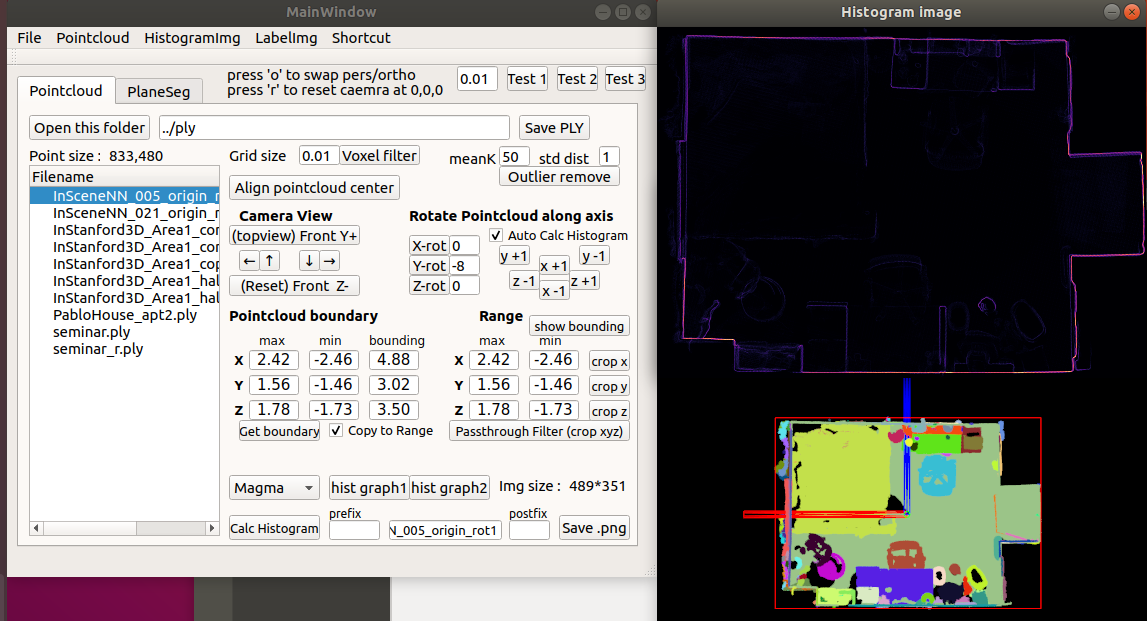 MainWindow
Histogram image
File Pointcloud HistogramImg LabelImg Shortcut
Pointcloud PlaneSeg
press 'o' to swap pers/ortho
press 'r' to reset caemra at 0,0,0
0.01 Test 1 Test 2 Test 3
Open this folder ../ply Save PLY
Point size : 833,480
Grid size 0.01 Voxel filter
meanK 50 std dist 1
Outlier remove
Filename
InSceneNN_005_origin_r
InSceneNN_021_origin_r
InStanford3D_Area1_cor
InStanford3D_Area1_cor
InStanford3D_Area1_cop
InStanford3D_Area1_hal
InStanford3D_Area1_hal
PabloHouse_apt2.ply
seminar.ply
seminar_r.ply
Align pointcloud center
Camera View
(topview) Front Y+
← ↑ ↓ →
(Reset) Front Z-
Rotate Pointcloud along axis
Auto Calc Histogram
X-rot 0
Y-rot -8
Z-rot 0
y +1 y -1
x +1
z -1 z +1
x -1
Pointcloud boundary
max min bounding
X 2.42 -2.46 4.88
Y 1.56 -1.46 3.02
Z 1.78 -1.73 3.50
Get boundary Copy to Range
Range show bounding
max min
X 2.42 -2.46 crop x
Y 1.56 -1.46 crop y
Z 1.78 -1.73 crop z
Passthrough Filter (crop xyz)
Magma hist graph1 hist graph2 Img size : 489*351
prefix postfix
Calc Histogram N_005_origin_rot1 Save .png